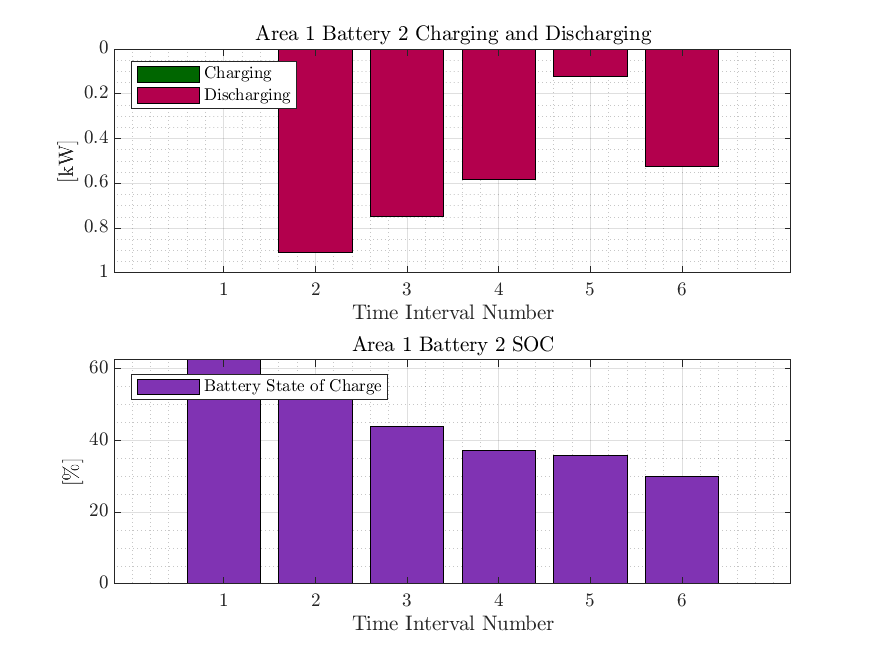 Area 1 Battery 2 Charging and Discharging
0
0.2
0.4
0.6
0.8
1
[kW]
Charging
Discharging
1 2 3 4 5 6
Time Interval Number
Area 1 Battery 2 SOC
60
40
20
0
[%]
Battery State of Charge
1 2 3 4 5 6
Time Interval Number